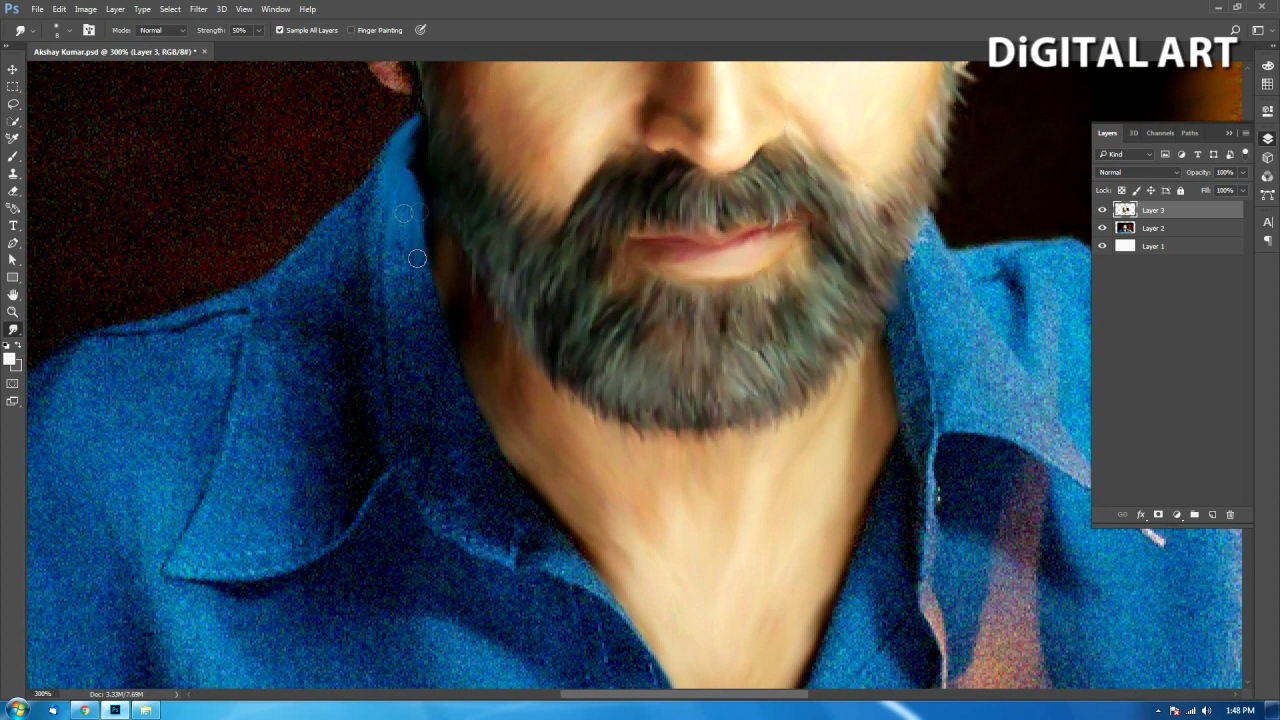 Ps File Edit Image Layer Type Select Filter 3D View Window Help
8 Mode: Normal Strength: 50% Sample All Layers Finger Painting
Akshay Kumar.psd @ 300% (Layer 3, RGB/8#) * ×
DiGITAL ART
Layers 3D Channels Paths
Kind
Normal Opacity: 100%
Lock: Fill: 100%
Layer 3
Layer 2
Layer 1
fx
300% Doc: 3.33M/7.69M
Ps 1:48 PM